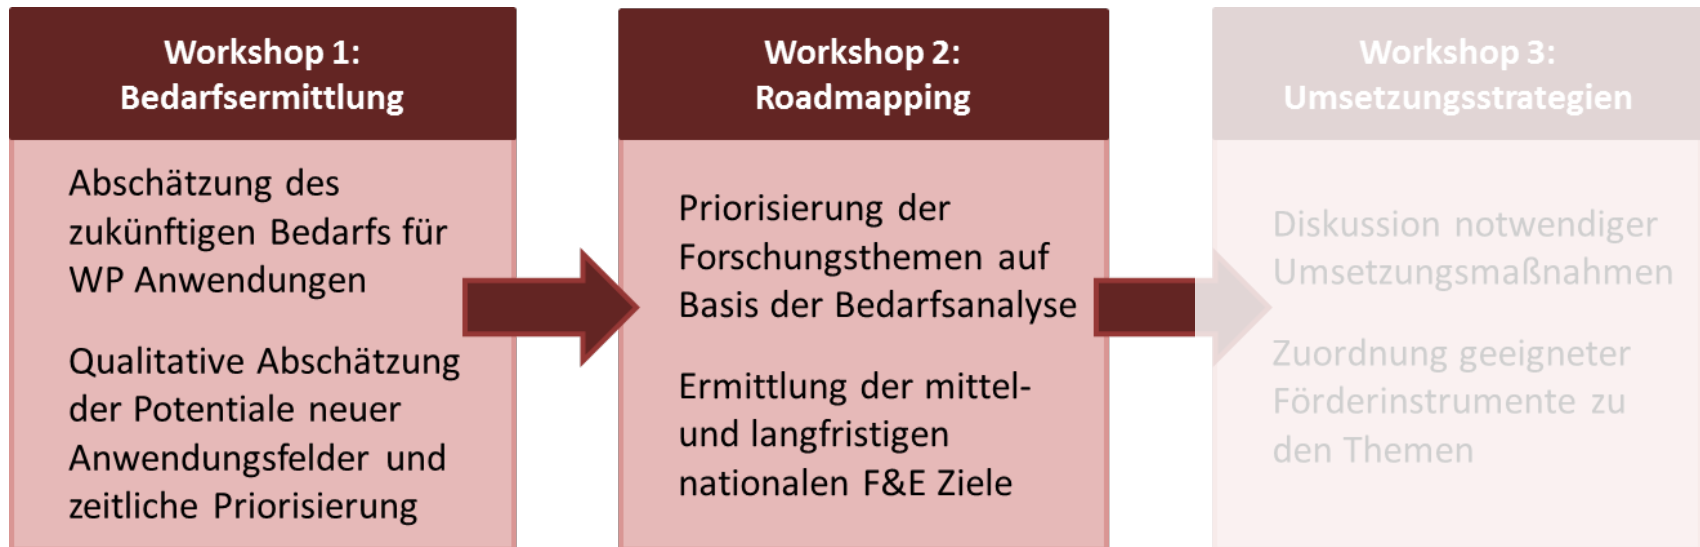 Workshop 1:
Bedarfsermittlung
Abschätzung des
zukünftigen Bedarfs für
WP Anwendungen
Qualitative Abschätzung
der Potentiale neuer
Anwendungsfelder und
zeitliche Priorisierung
Workshop 2:
Roadmapping
Priorisierung der
Forschungsthemen auf
Basis der Bedarfsanalyse
Ermittlung der mittel-
und langfristigen
nationalen F&E Ziele
Workshop 3:
Umsetzungsstrategien
Diskussion notwendiger
Umsetzungsmaßnahmen
Zuordnung geeigneter
Förderinstrumente zu
den Themen